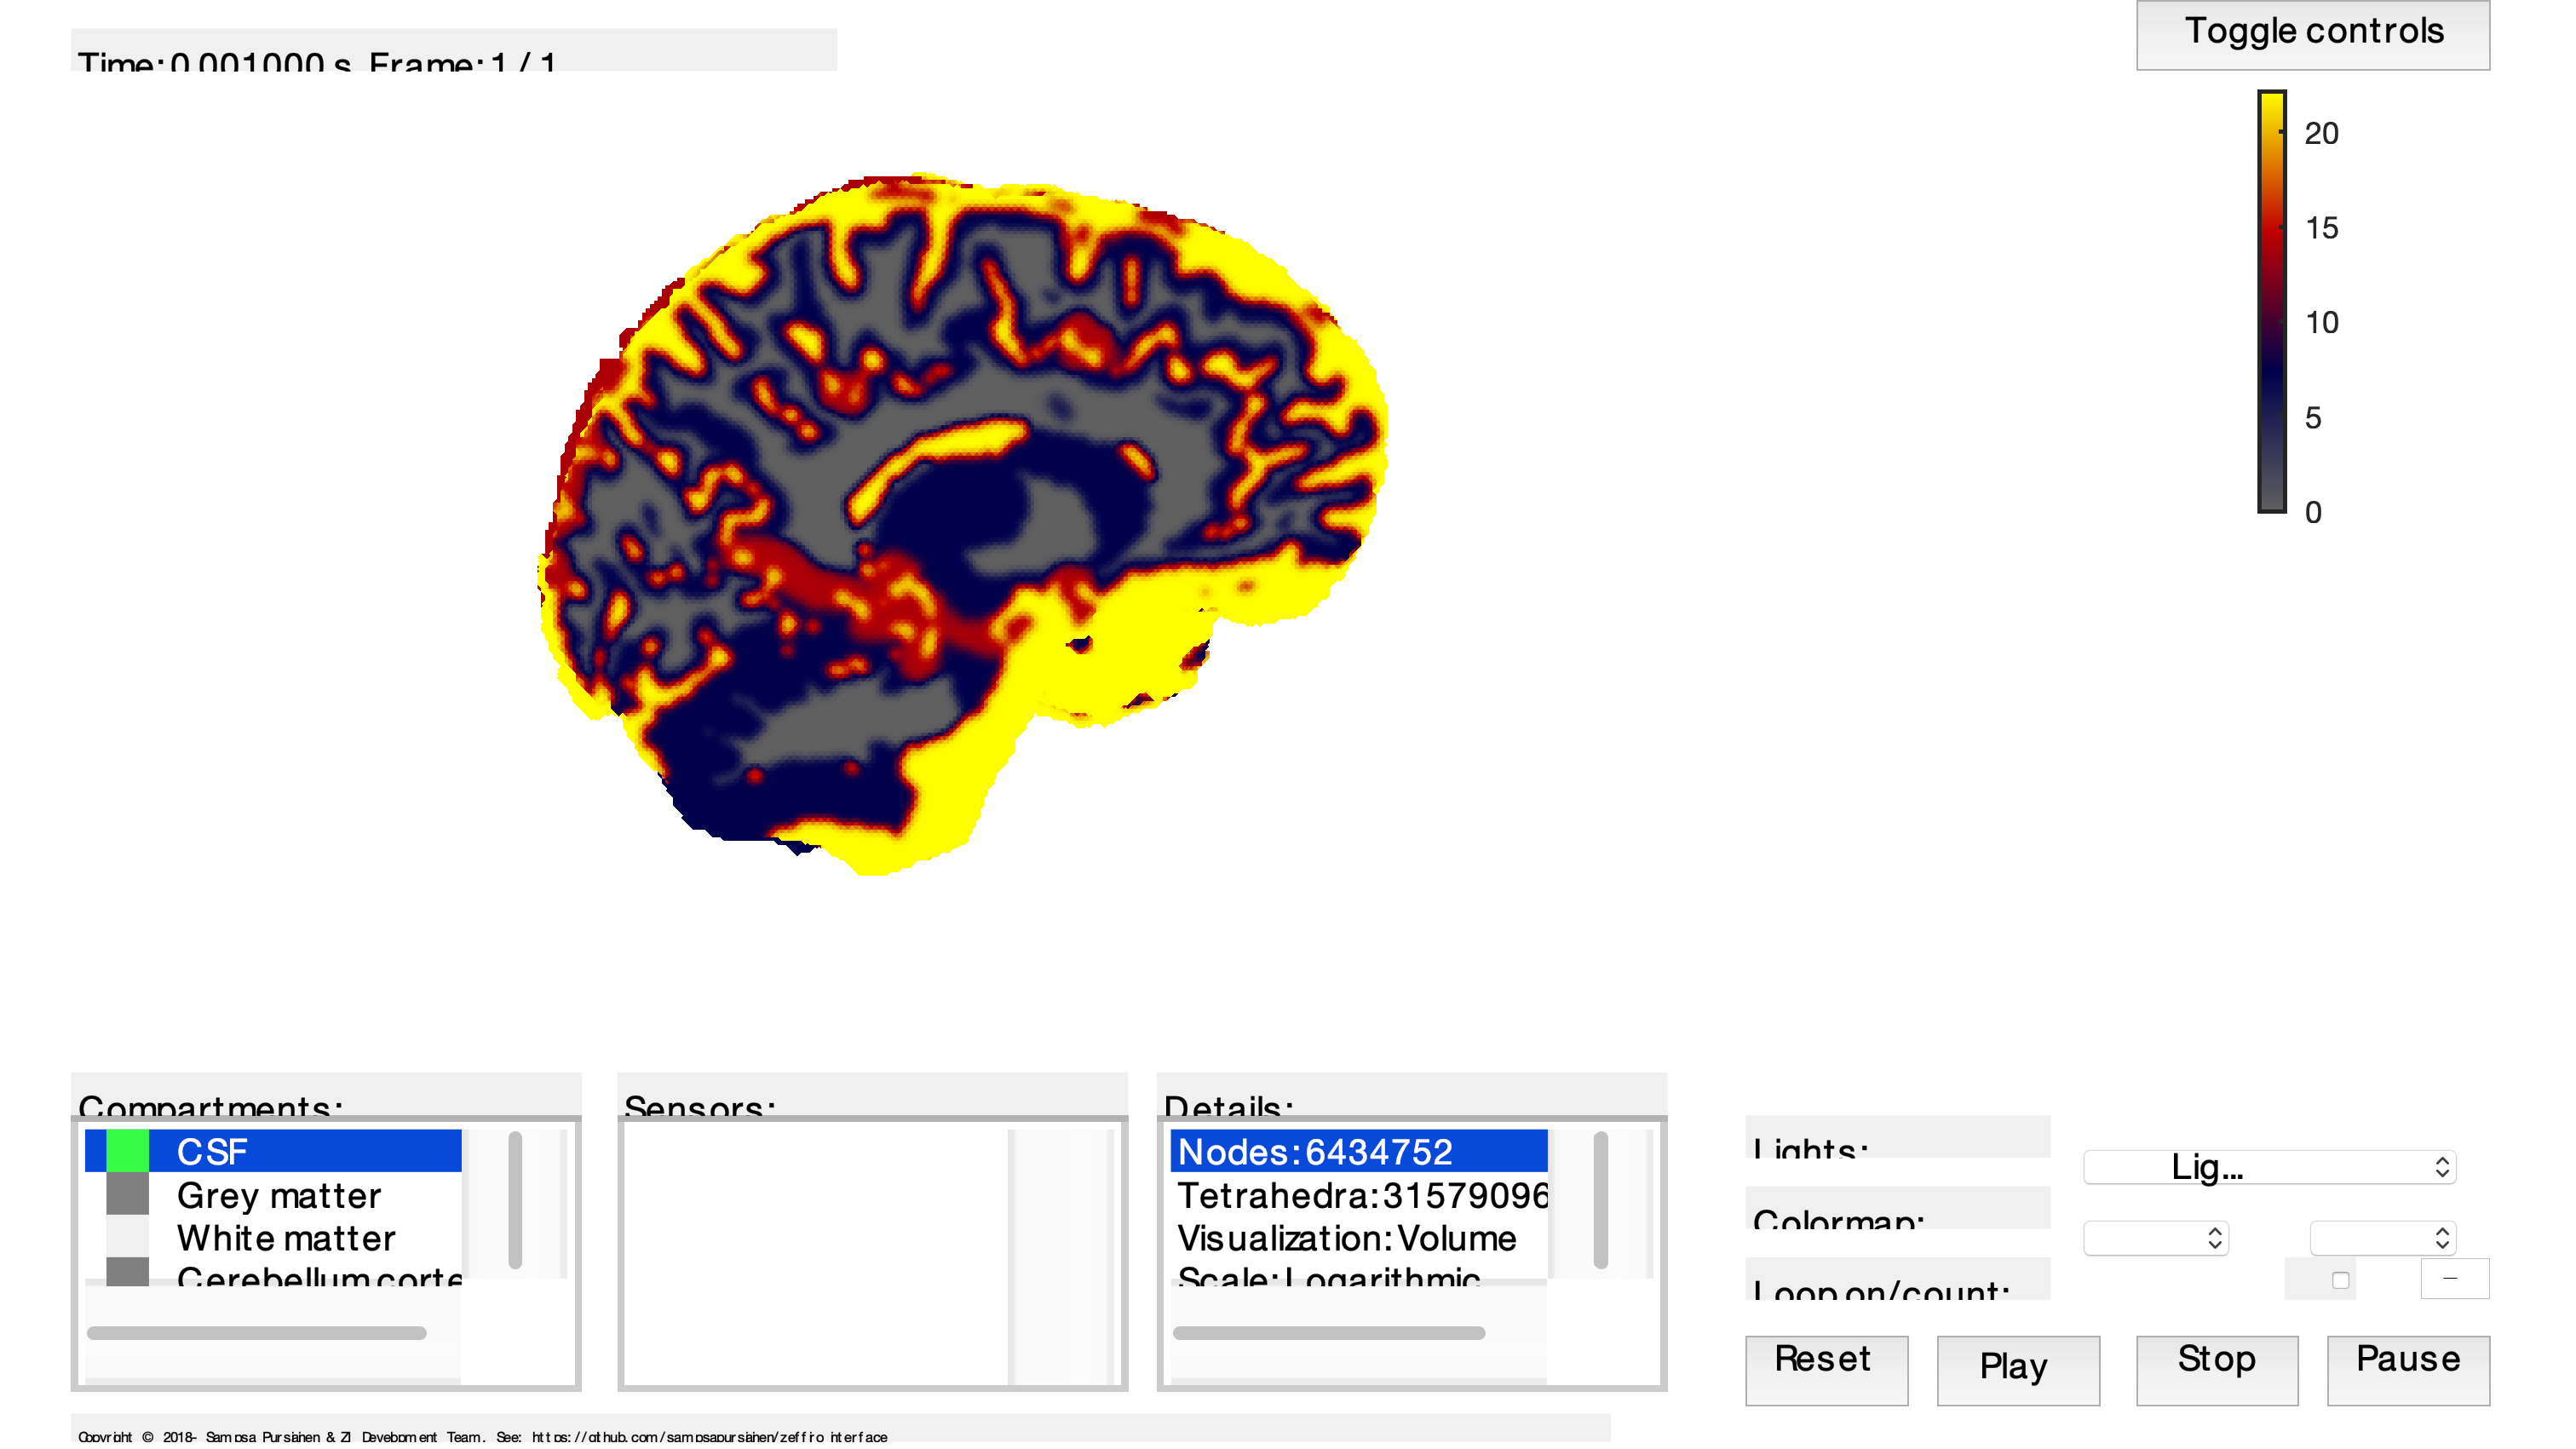 Time: 0.001000 s Frame: 1 / 1
Toggle controls
20
15
10
5
0
Compartments:
CSF
Grey matter
White matter
Cerebellum corte
Sensors:
Details:
Nodes: 6434752
Tetrahedra: 31579096
Visualization: Volume
Scale: Logarithmic
Lights:
Lig...
Colormap:
Loop on/count:
—
Reset
Play
Stop
Pause
Copyright © 2018- Sampsa Pursiainen & ZI Development Team. See: https://github.com/sampsapursiainen/zeffiro interface